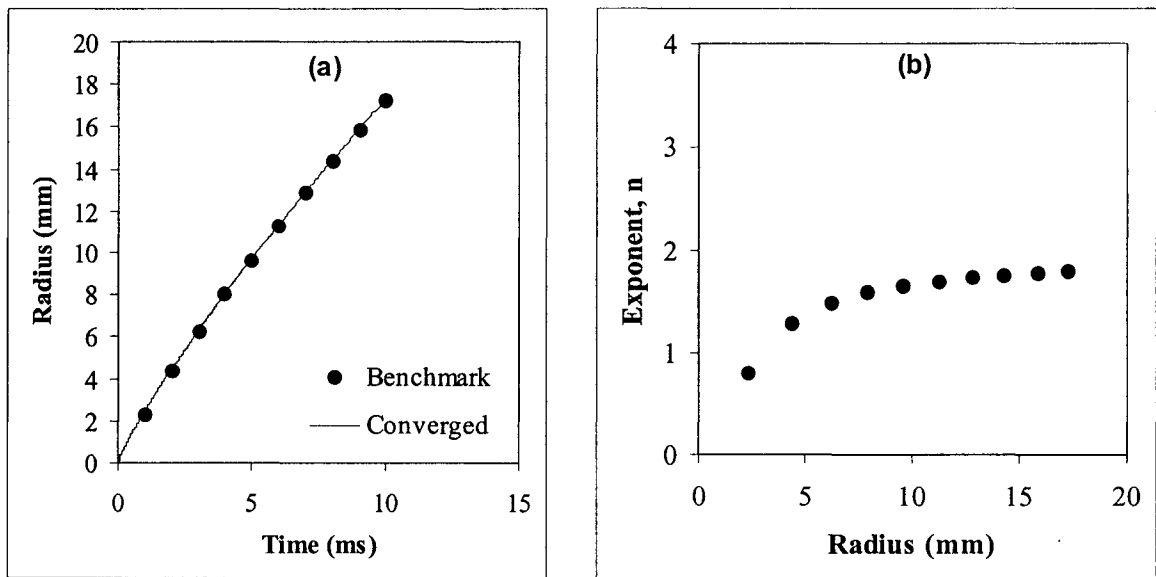 (a)
Radius (mm)
20
18
16
14
12
10
8
6
4
2
0
Benchmark
Converged
0 5 10 15
Time (ms)
(b)
Exponent, n
4
3
2
1
0
0 5 10 15 20
Radius (mm)